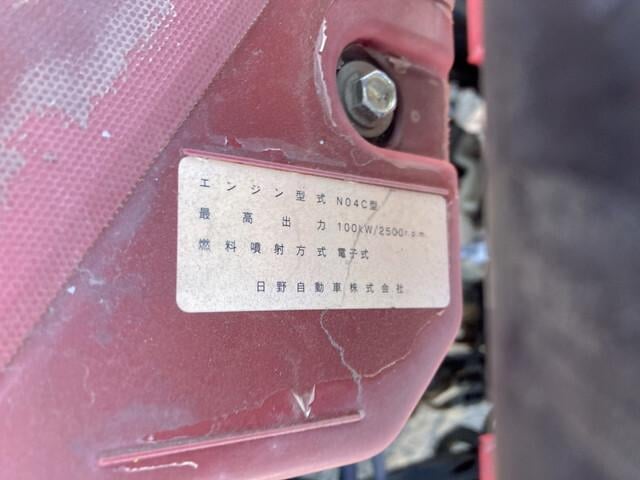 エンジン型式 N04C型
最高出力 100kW/2500r.p.m.
燃料噴射方式 電子式
日野自動車株式会社